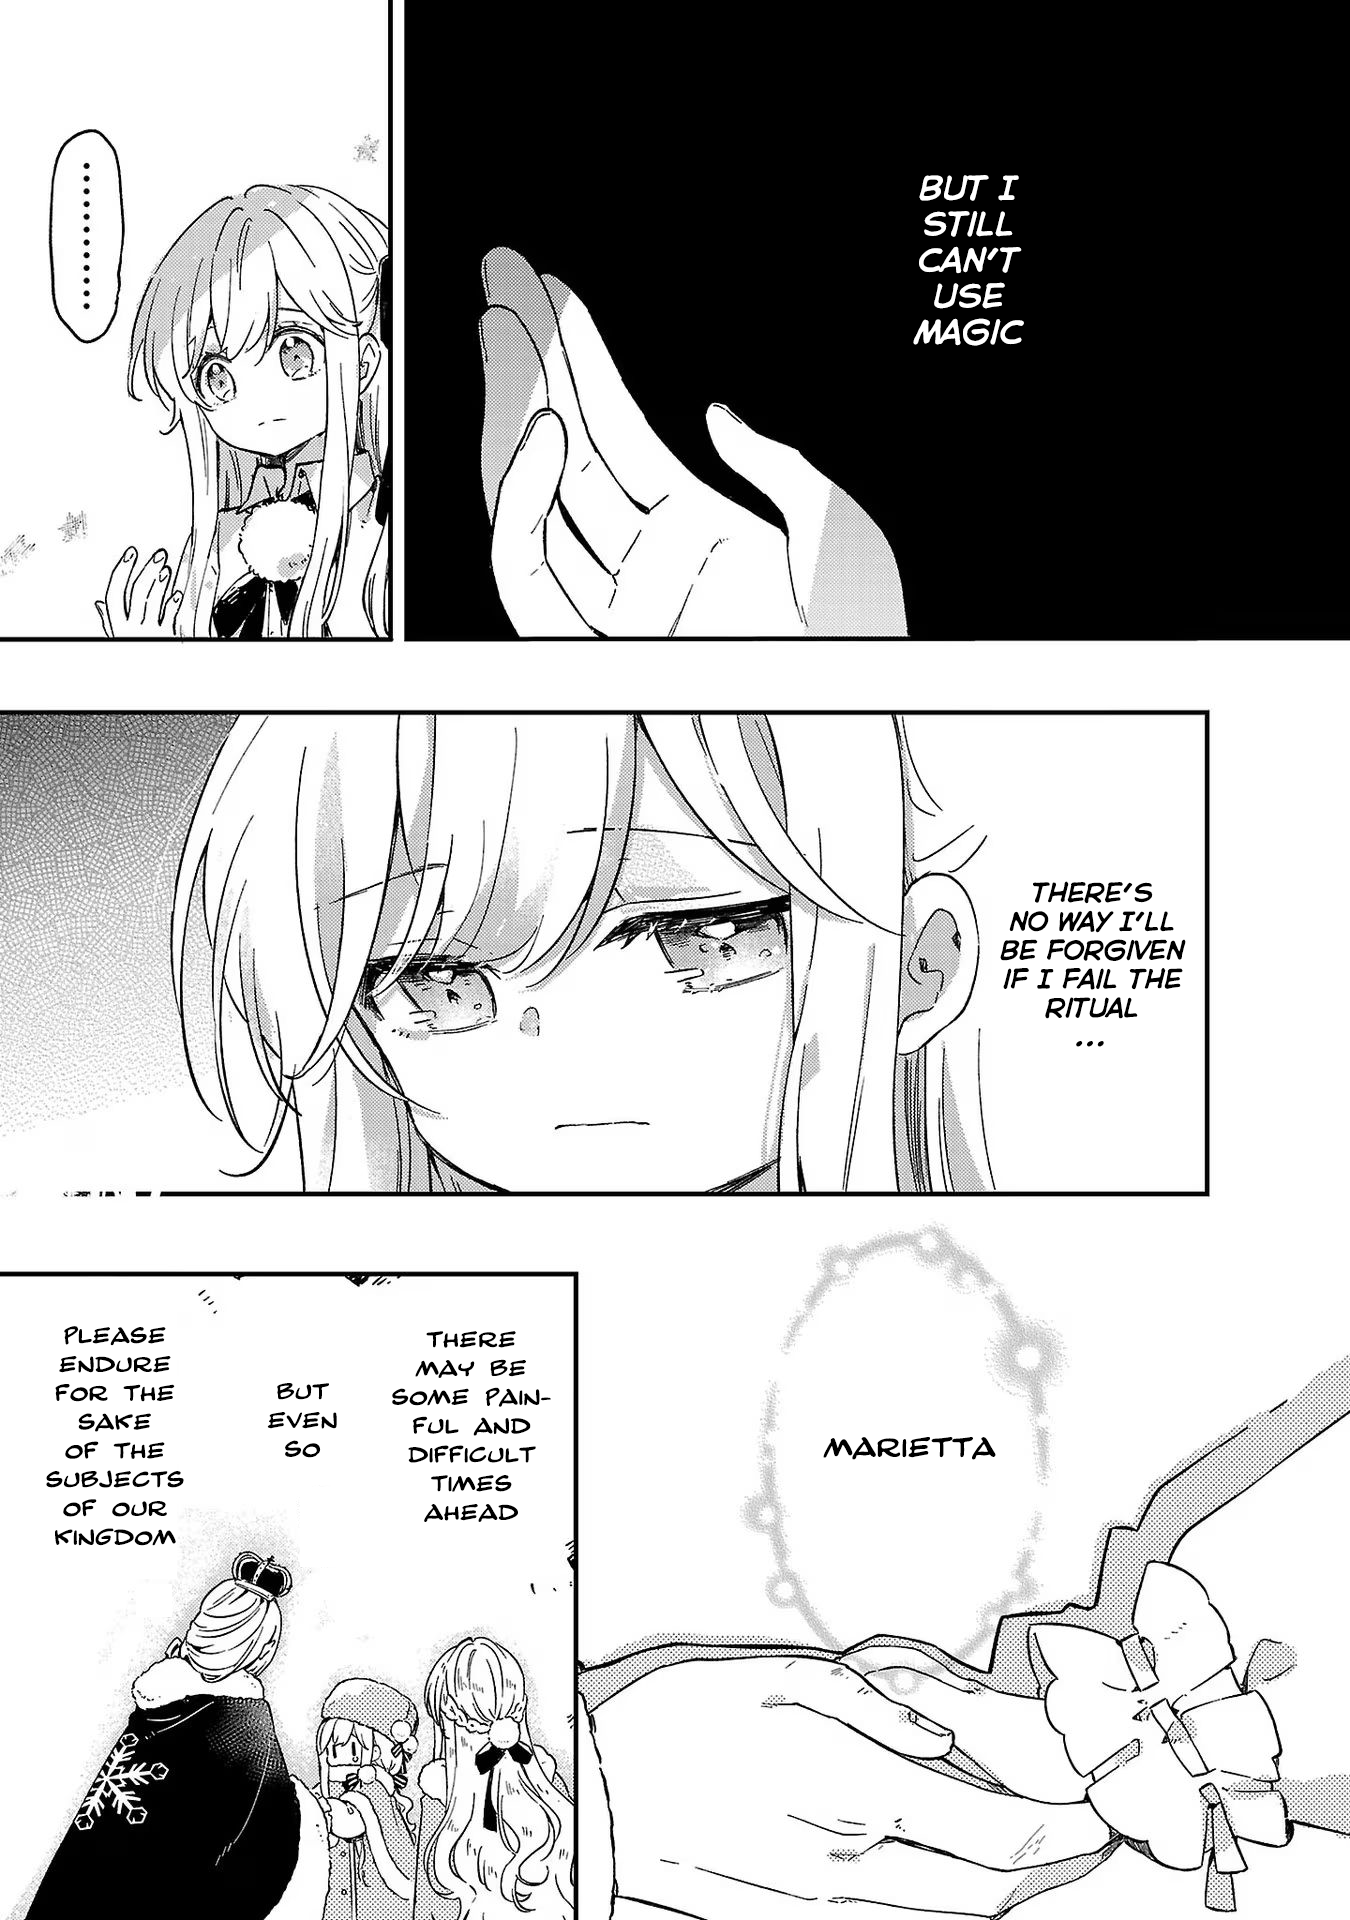 BUT I
STILL
CAN'T
USE
MAGIC
………
THERE'S
NO WAY I'LL
BE FORGIVEN
IF I FAIL THE
RITUAL
...
MARIETTA
THERE
MAY BE
SOME PAIN-
FUL AND
DIFFICULT
TIMES
AHEAD
BUT
EVEN
SO
PLEASE
ENDURE
FOR THE
SAKE
OF THE
SUBJECTS
OF OUR
KINGDOM